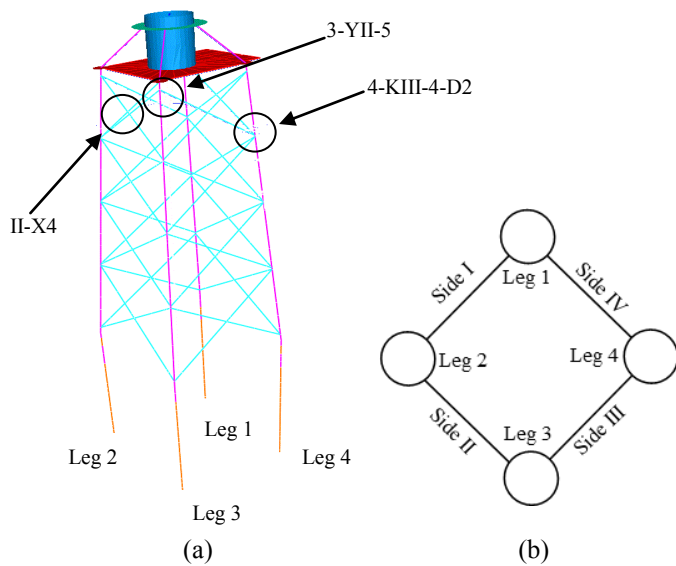 3-YII-5
4-KIII-4-D2
II-X4
Leg 1
Leg 2
Leg 4
Leg 3
(a)
Leg 1
Side I
Side IV
Leg 2
Leg 4
Side II
Leg 3
Side III
(b)